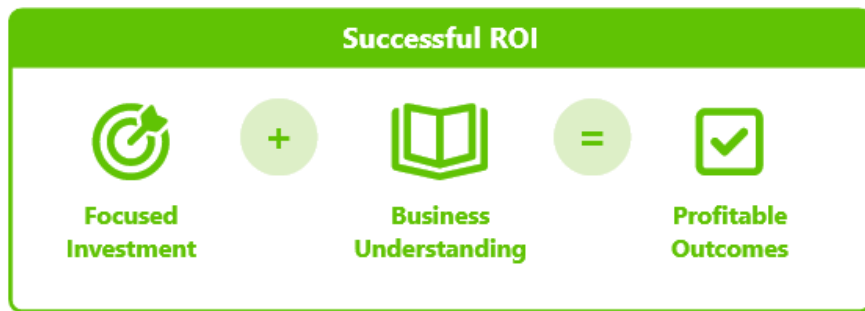 Successful ROI
+
=
Focused
Investment
Business
Understanding
Profitable
Outcomes